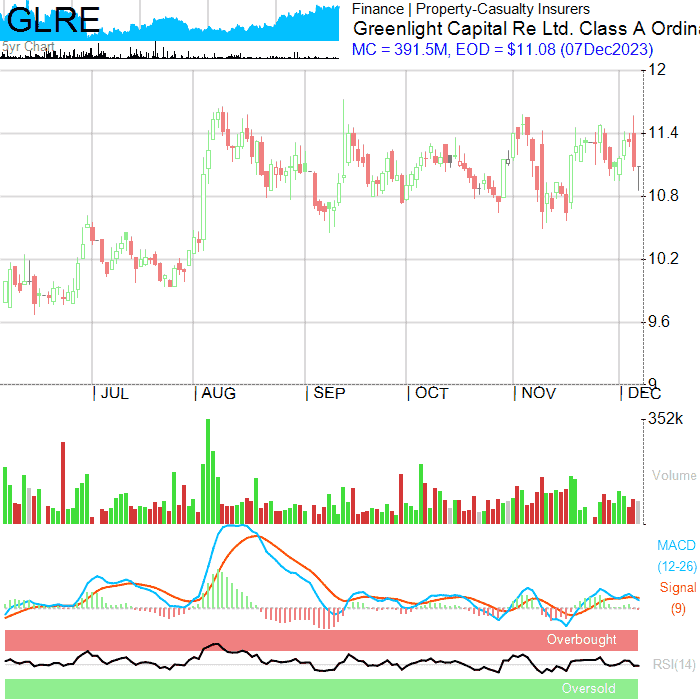 GLRE
5yr Chart
Finance | Property-Casualty Insurers
Greenlight Capital Re Ltd. Class A Ordina
MC = 391.5M, EOD = $11.08 (07Dec2023)
12
11.4
10.8
10.2
9.6
9
JUL AUG SEP OCT NOV DEC
352k
Volume
MACD
(12-26)
Signal
(9)
Overbought
RSI(14)
Oversold